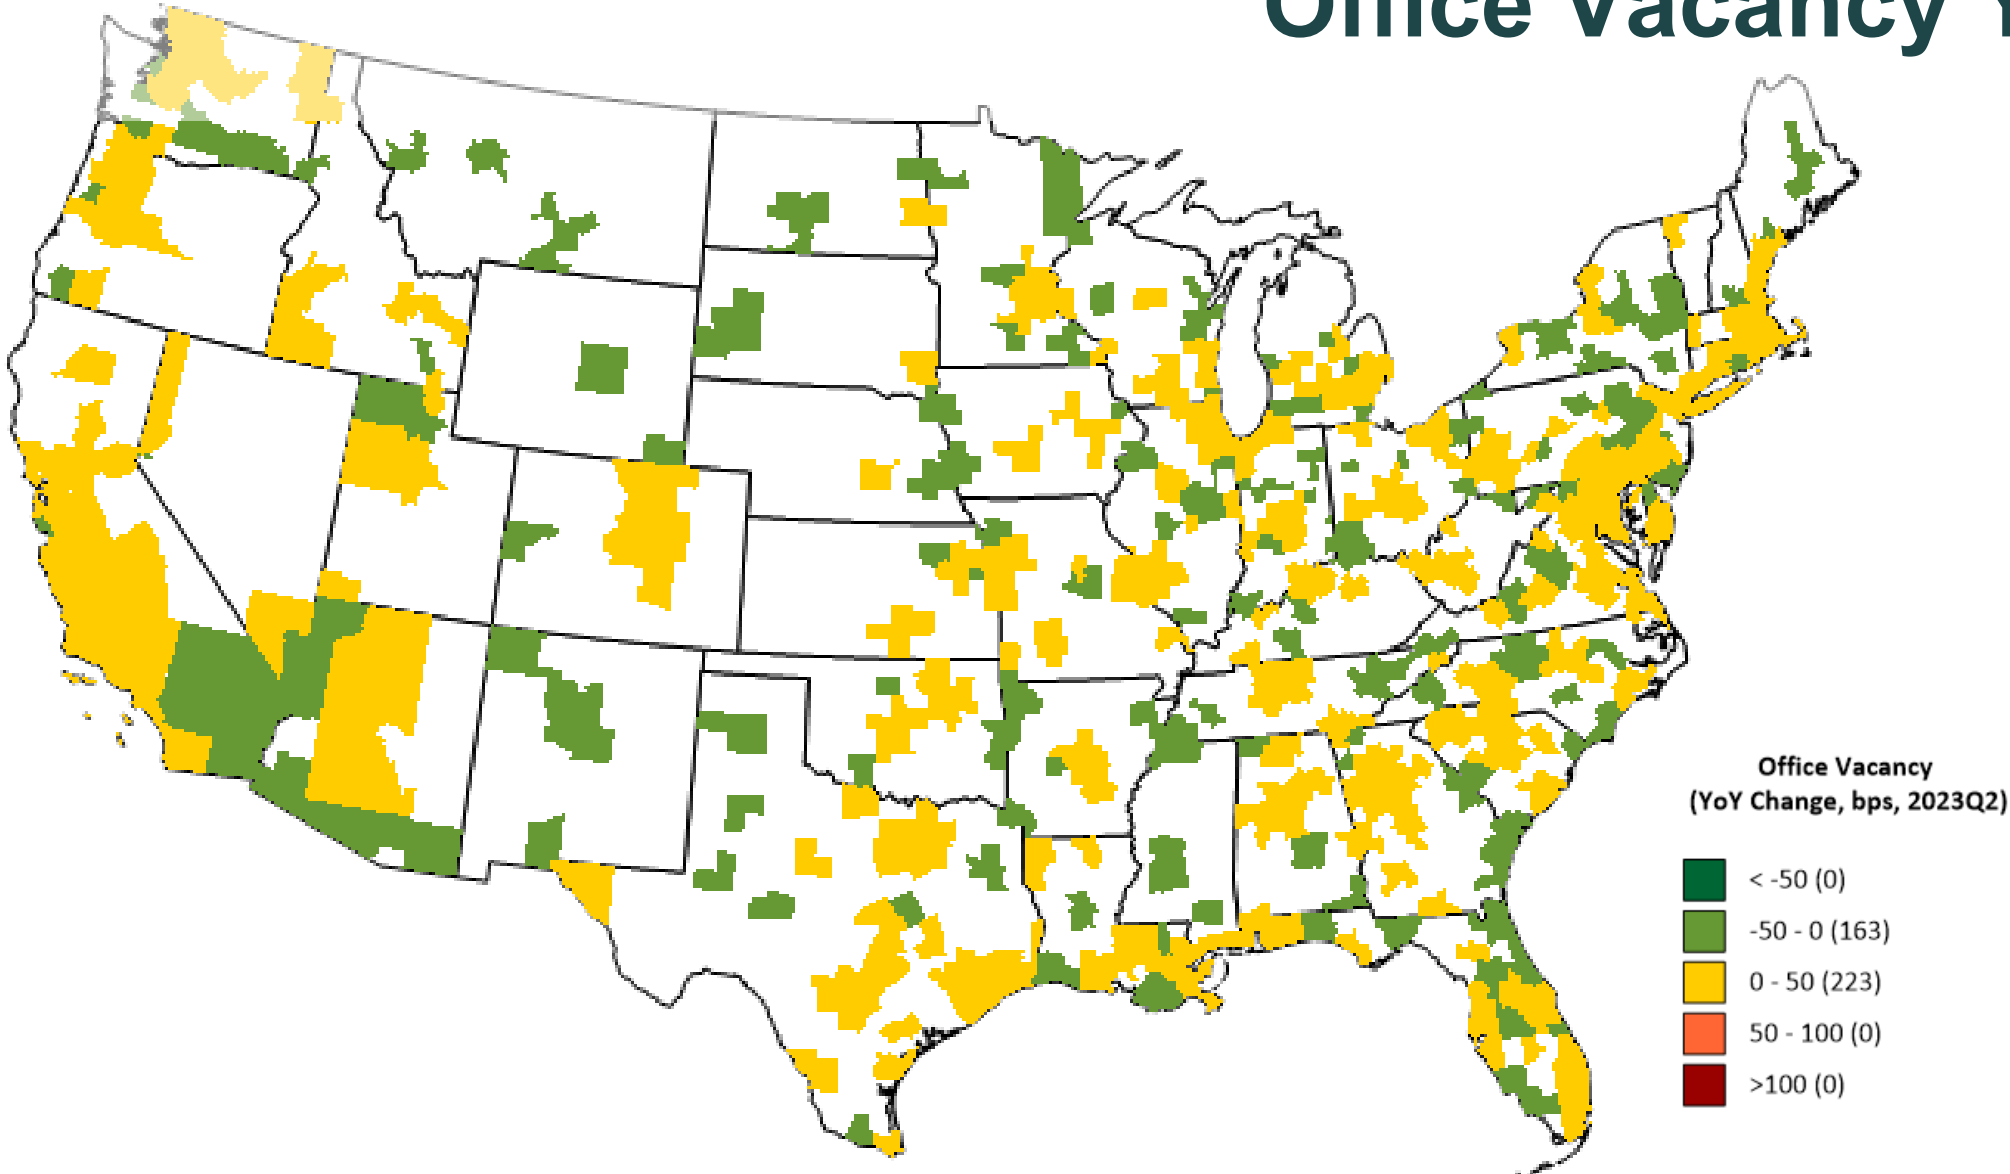 Office Vacancy Y
Office Vacancy
(YoY Change, bps, 2023Q2)
< -50 (0)
-50 - 0 (163)
0 - 50 (223)
50 - 100 (0)
>100 (0)